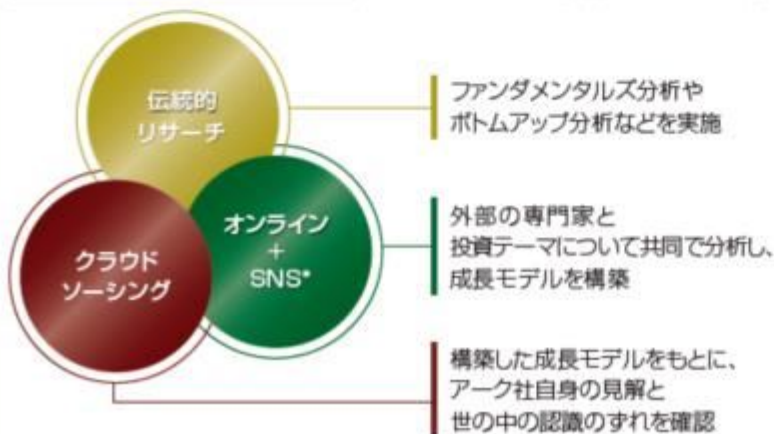 伝統的
リサーチ
ファンダメンタルズ分析や
ボトムアップ分析などを実施
オンライン
+
SNS*
外部の専門家と
投資テーマについて共同で分析し、
成長モデルを構築
クラウド
ソーシング
構築した成長モデルをもとに、
アーク社自身の見解と
世の中の認識のずれを確認